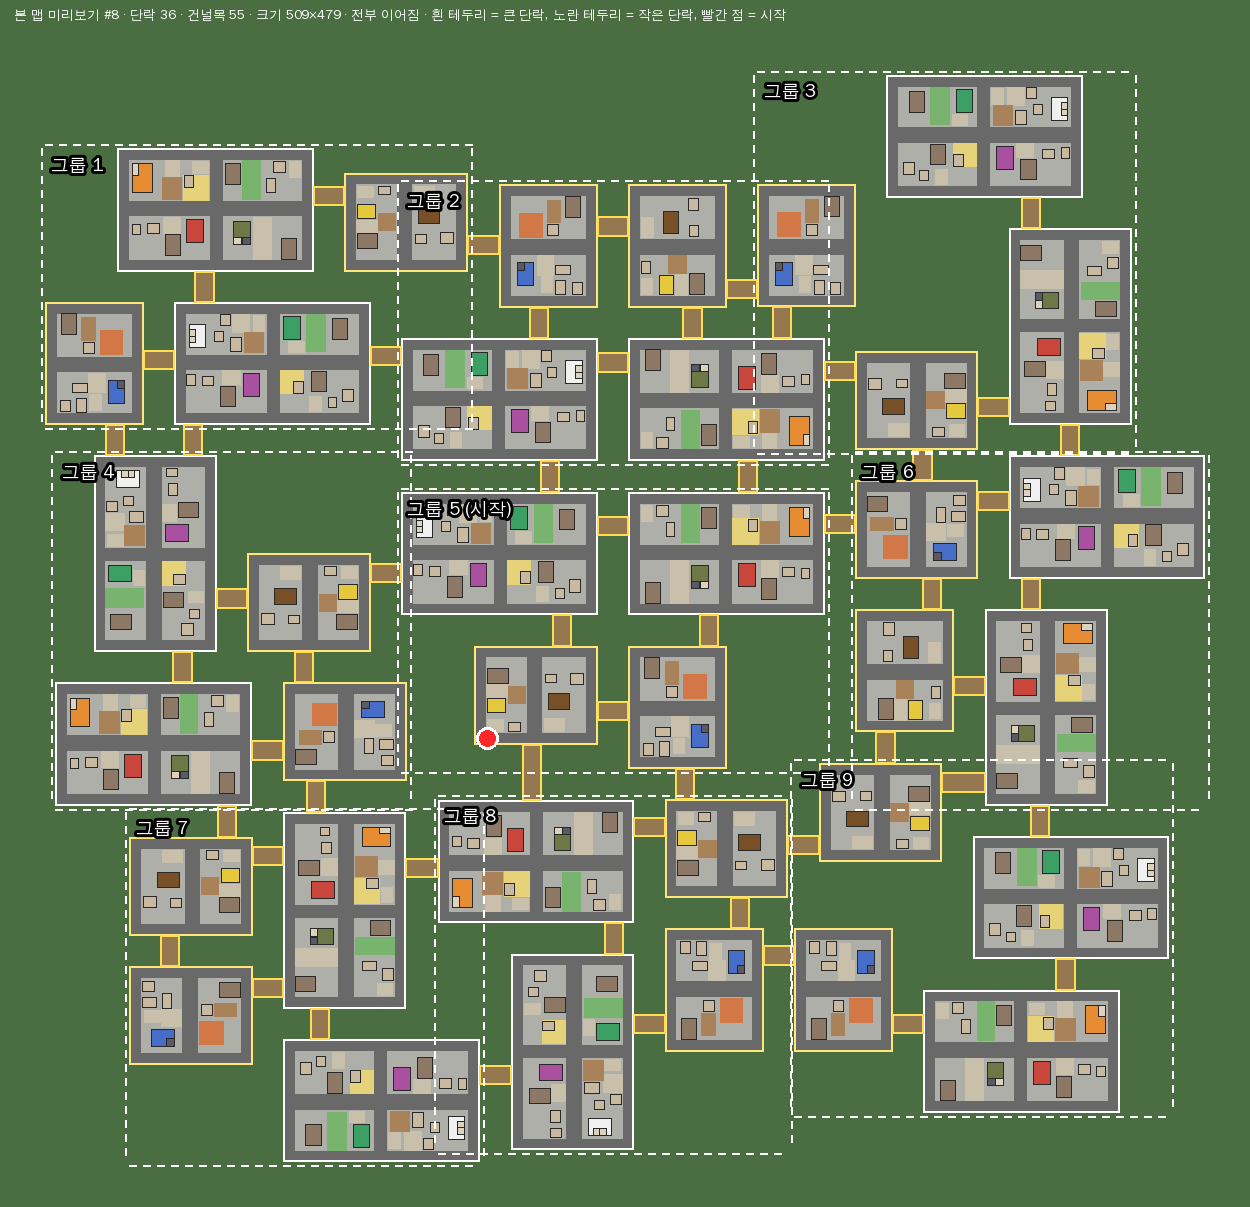 본 맵 미리보기 #8 · 단락 36 · 건널목 55 · 크기 509×479 · 전부 이어짐 · 흰 테두리 = 큰 단락, 노란 테두리 = 작은 단락, 빨간 점 = 시작
그룹 3
그룹 1
그룹 2
그룹 4
그룹 6
그룹 5 (시작)
그룹 9
그룹 8
그룹 7